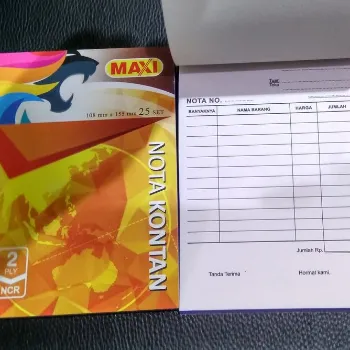 MAXI
108 mm x 155 mm 25 SET
NOTA KONTAN
2
PLY
NCR
NOTA NO.
BANYAKNYA NAMA BARANG HARGA JUMLAH
Jumlah Rp.
Tanda Terima Hormat kami,